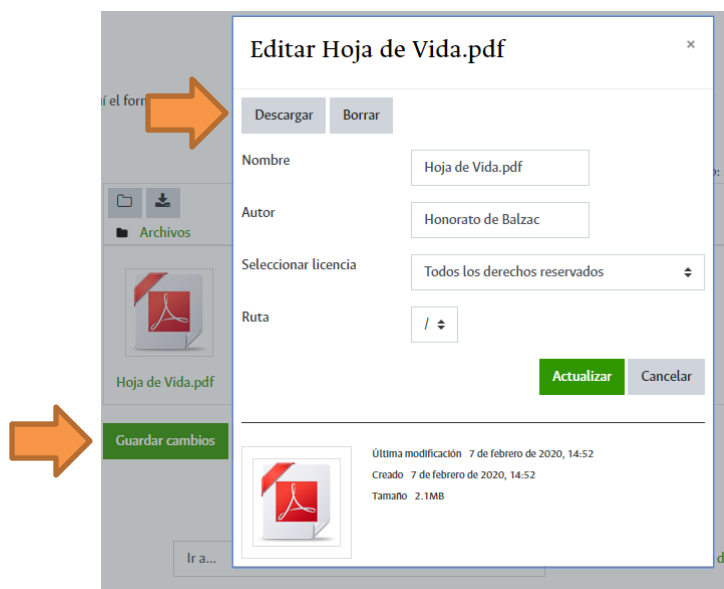 Editar Hoja de Vida.pdf
×
Descargar Borrar
Nombre Hoja de Vida.pdf
Archivos
Autor Honorato de Balzac
Seleccionar licencia Todos los derechos reservados
Ruta /
Hoja de Vida.pdf
Actualizar Cancelar
Guardar cambios
Última modificación 7 de febrero de 2020, 14:52
Creado 7 de febrero de 2020, 14:52
Tamaño 2.1MB
Ir a...